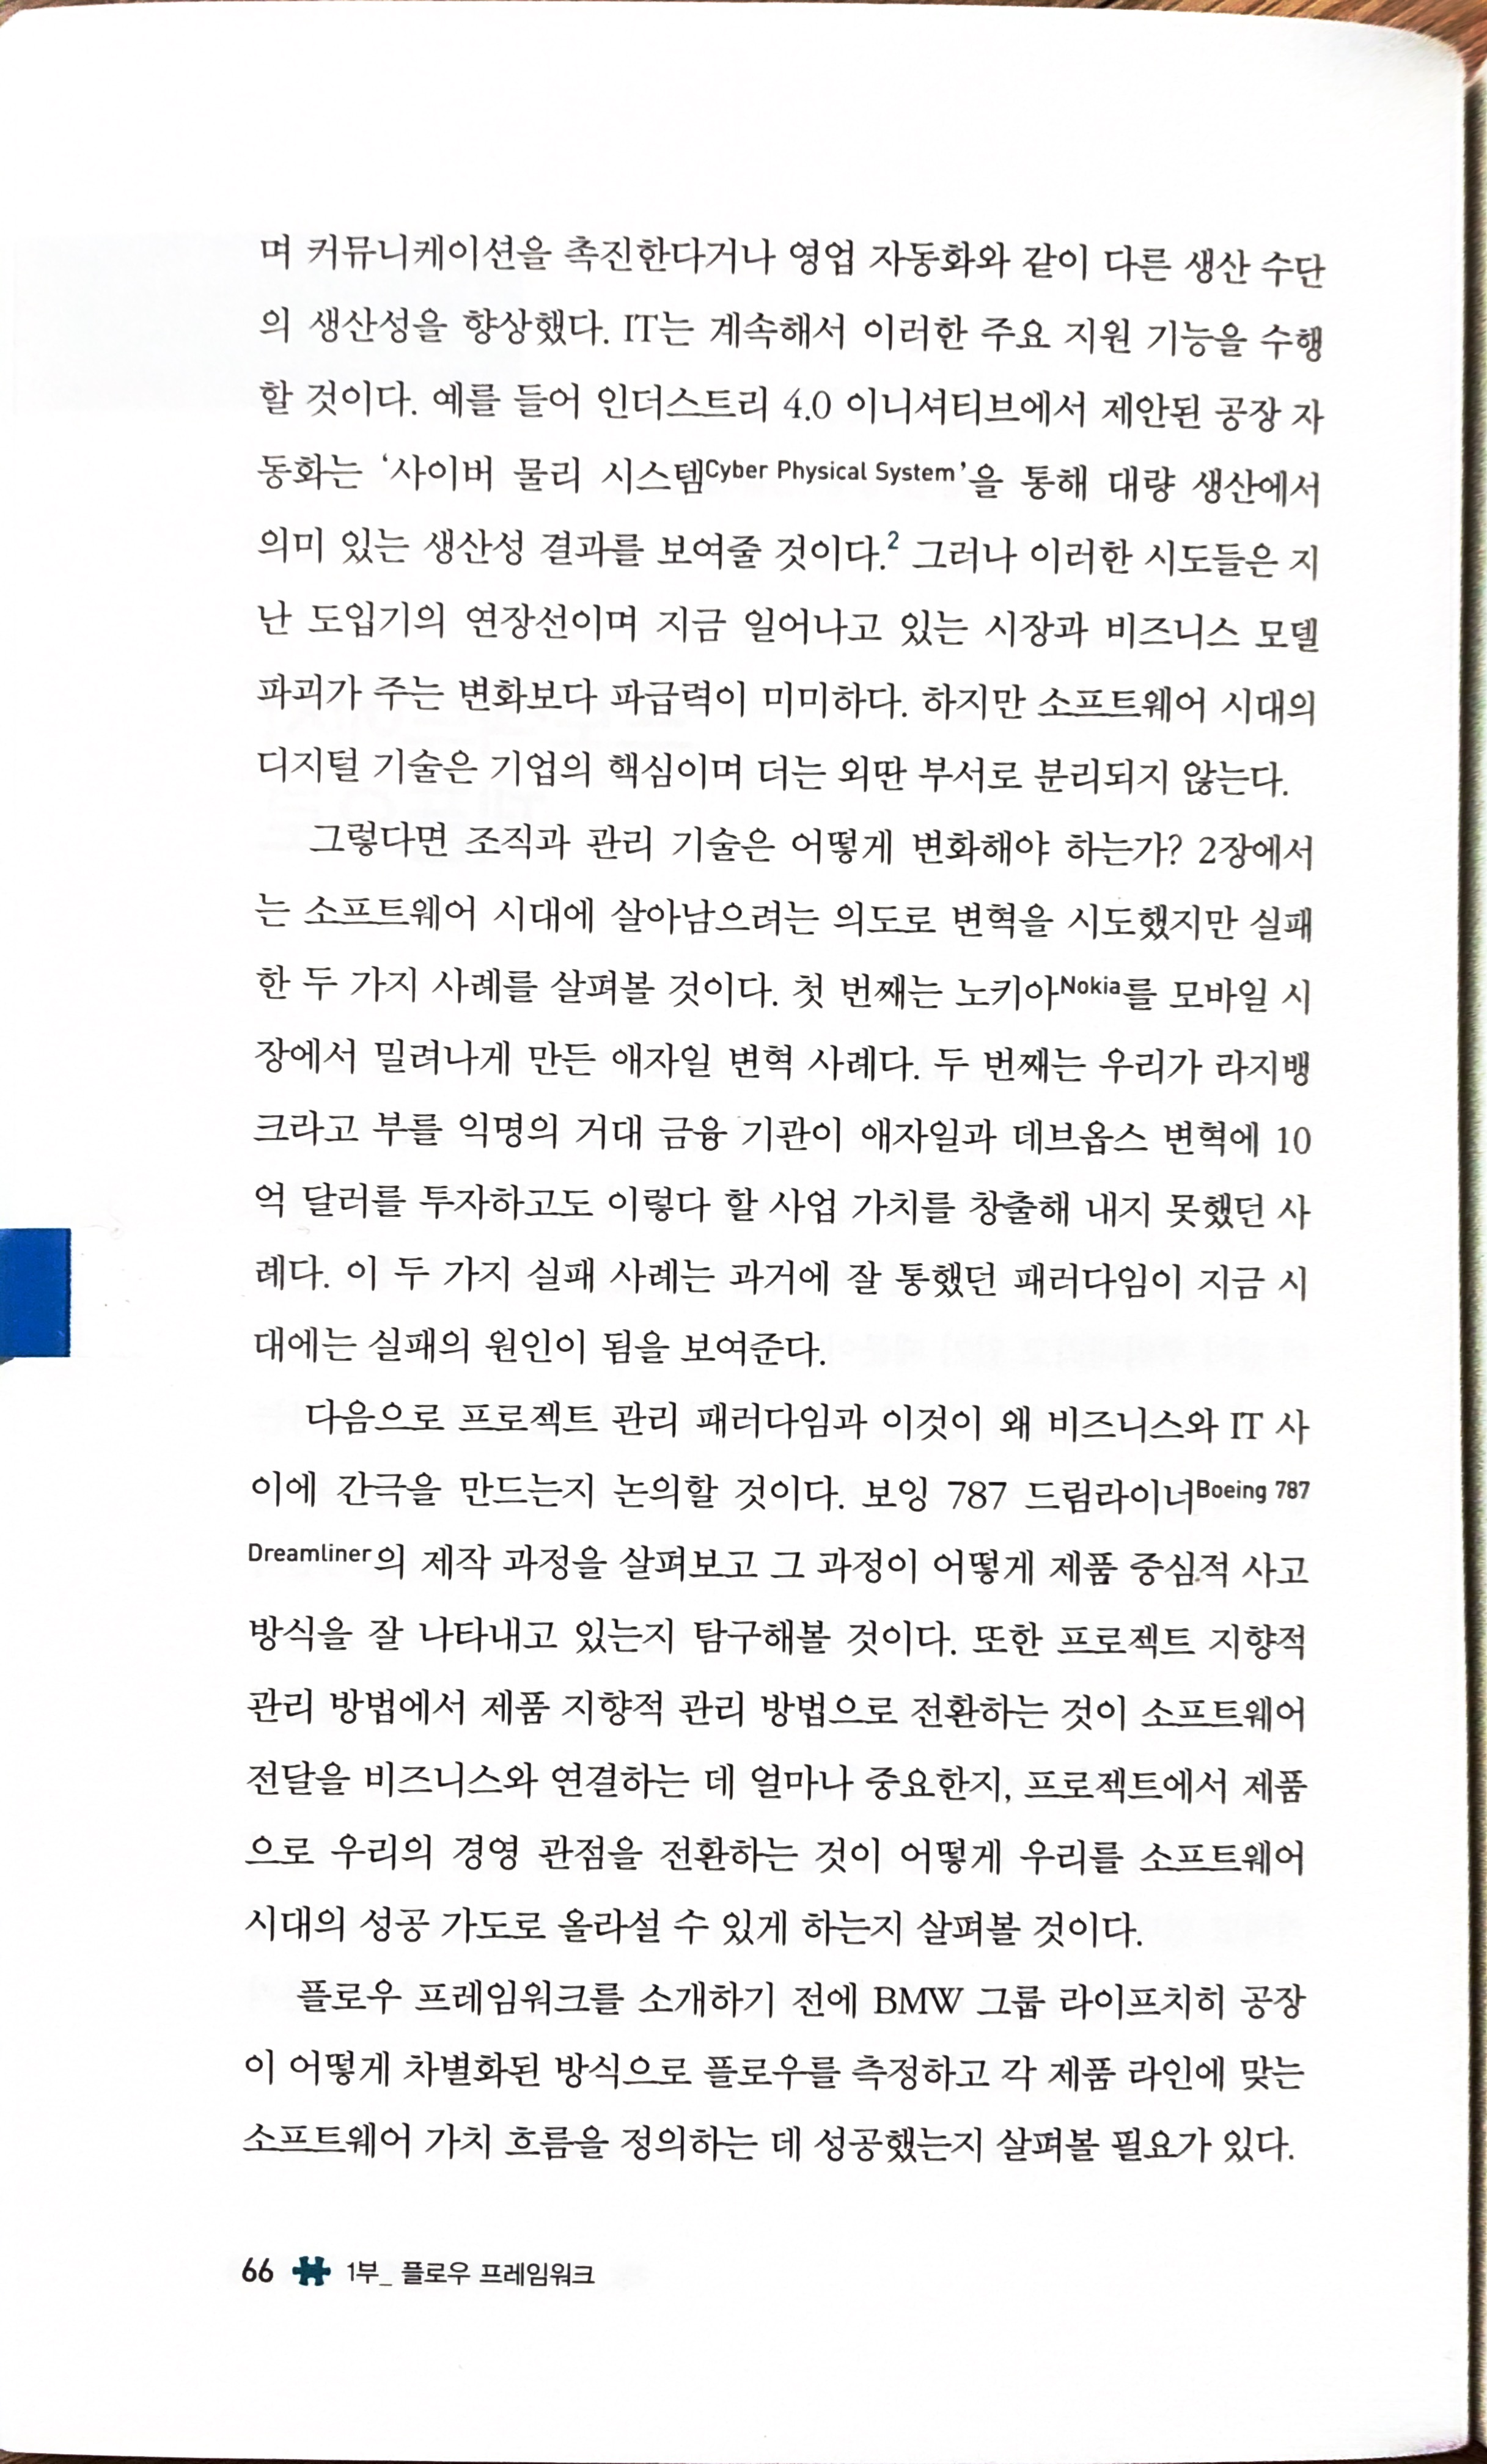 며 커뮤니케이션을 촉진한다거나 영업 자동화와 같이 다른 생산 수단
의 생산성을 향상했다. IT는 계속해서 이러한 주요 지원 기능을 수행
할 것이다. 예를 들어 인더스트리 4.0 이니셔티브에서 제안된 공장 자
동화는 ‘사이버 물리 시스템Cyber Physical System’을 통해 대량 생산에서
의미 있는 생산성 결과를 보여줄 것이다.2 그러나 이러한 시도들은 지
난 도입기의 연장선이며 지금 일어나고 있는 시장과 비즈니스 모델
파괴가 주는 변화보다 파급력이 미미하다. 하지만 소프트웨어 시대의
디지털 기술은 기업의 핵심이며 더는 외딴 부서로 분리되지 않는다.
그렇다면 조직과 관리 기술은 어떻게 변화해야 하는가? 2장에서
는 소프트웨어 시대에 살아남으려는 의도로 변혁을 시도했지만 실패
한 두 가지 사례를 살펴볼 것이다. 첫 번째는 노키아Nokia를 모바일 시
장에서 밀려나게 만든 애자일 변혁 사례다. 두 번째는 우리가 라지뱅
크라고 부를 익명의 거대 금융 기관이 애자일과 데브옵스 변혁에 10
억 달러를 투자하고도 이렇다 할 사업 가치를 창출해 내지 못했던 사
례다. 이 두 가지 실패 사례는 과거에 잘 통했던 패러다임이 지금 시
대에는 실패의 원인이 됨을 보여준다.
다음으로 프로젝트 관리 패러다임과 이것이 왜 비즈니스와 IT 사
이에 간극을 만드는지 논의할 것이다. 보잉 787 드림라이너Boeing 787
Dreamliner의 제작 과정을 살펴보고 그 과정이 어떻게 제품 중심적 사고
방식을 잘 나타내고 있는지 탐구해볼 것이다. 또한 프로젝트 지향적
관리 방법에서 제품 지향적 관리 방법으로 전환하는 것이 소프트웨어
전달을 비즈니스와 연결하는 데 얼마나 중요한지, 프로젝트에서 제품
으로 우리의 경영 관점을 전환하는 것이 어떻게 우리를 소프트웨어
시대의 성공 가도로 올라설 수 있게 하는지 살펴볼 것이다.
플로우 프레임워크를 소개하기 전에 BMW 그룹 라이프치히 공장
이 어떻게 차별화된 방식으로 플로우를 측정하고 각 제품 라인에 맞는
소프트웨어 가치 흐름을 정의하는 데 성공했는지 살펴볼 필요가 있다.
66 1부_ 플로우 프레임워크